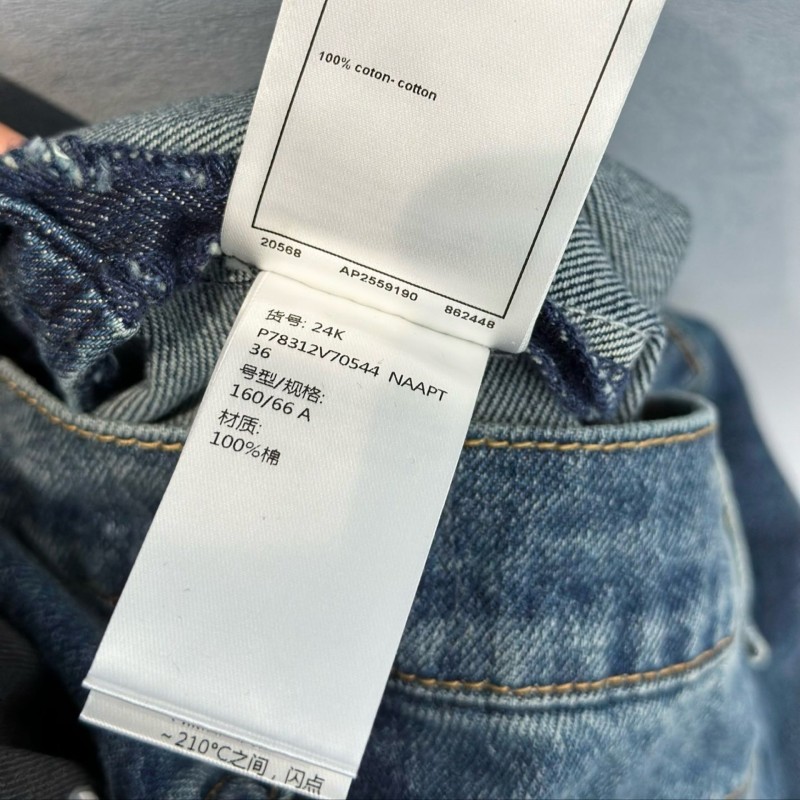 100% coton- cotton
20568 AP2559190 862448
货号: 24K
P78312V70544 NAAPT
36
号型/规格:
160/66 A
材质:
100%棉
~210°C之间，闪点